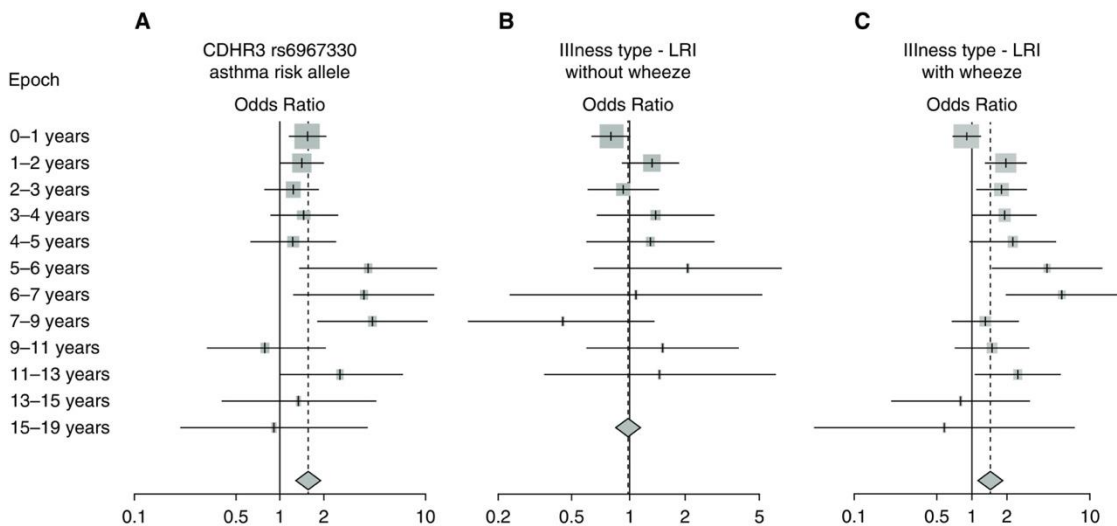 A
B
C
CDHR3 rs6967330
asthma risk allele
Illness type - LRI
without wheeze
Illness type - LRI
with wheeze
Epoch
Odds Ratio
Odds Ratio
Odds Ratio
0–1 years
1–2 years
2–3 years
3–4 years
4–5 years
5–6 years
6–7 years
7–9 years
9–11 years
11–13 years
13–15 years
15–19 years
0.1 0.5 1 2 10
0.2 0.5 1 2 5
0.1 0.5 1 2 10